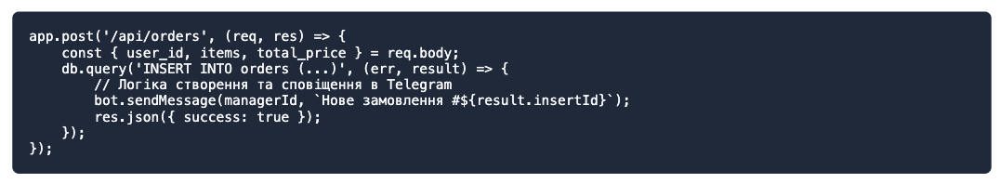 app.post('/api/orders', (req, res) => {
    const { user_id, items, total_price } = req.body;
    db.query('INSERT INTO orders (...)', (err, result) => {
        // Логіка створення та сповіщення в Telegram
        bot.sendMessage(managerId, `Нове замовлення #${result.insertId}`);
        res.json({ success: true });
    });
});